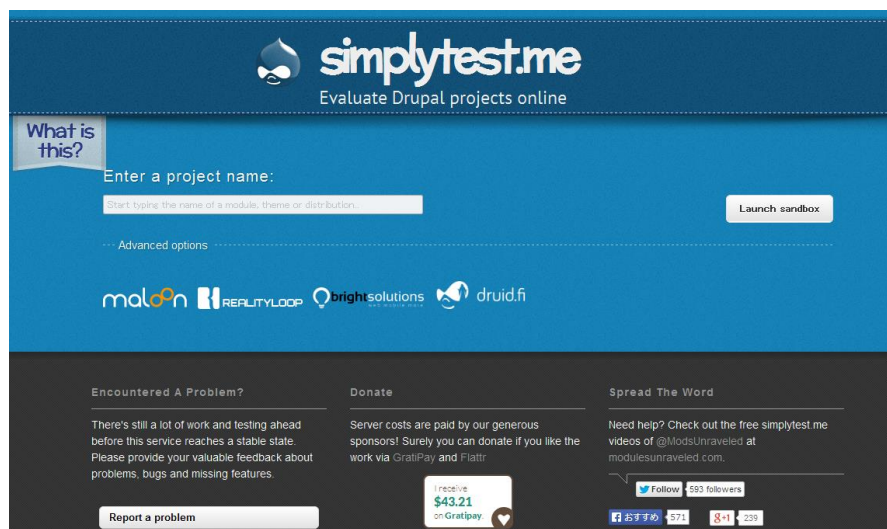 simplytest.me
Evaluate Drupal projects online
What is
this?
Enter a project name:
Start typing the name of a module, theme or distribution..
Launch sandbox
Advanced options
maloon
REALITYLOOP
brightsolutions
druid.fi
Encountered A Problem?
There's still a lot of work and testing ahead
before this service reaches a stable state.
Please provide your valuable feedback about
problems, bugs and missing features.
Report a problem
Donate
Server costs are paid by our generous
sponsors! Surely you can donate if you like the
work via GratiPay and Flattr
I receive
$43.21
on Gratipay.
Spread The Word
Need help? Check out the free simplytest.me
videos of @ModsUnraveled at
modulesunraveled.com.
Follow 593 followers
おすすめ 571
g+1 239